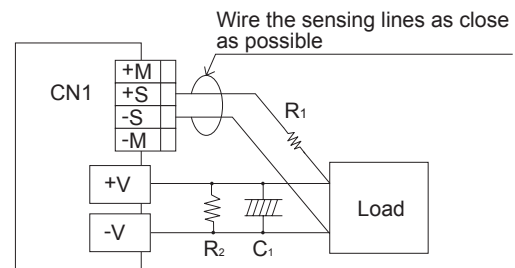 Wire the sensing lines as close
as possible
CN1
+M
+S
-S
-M
R1
+V
-V
R2
C1
Load